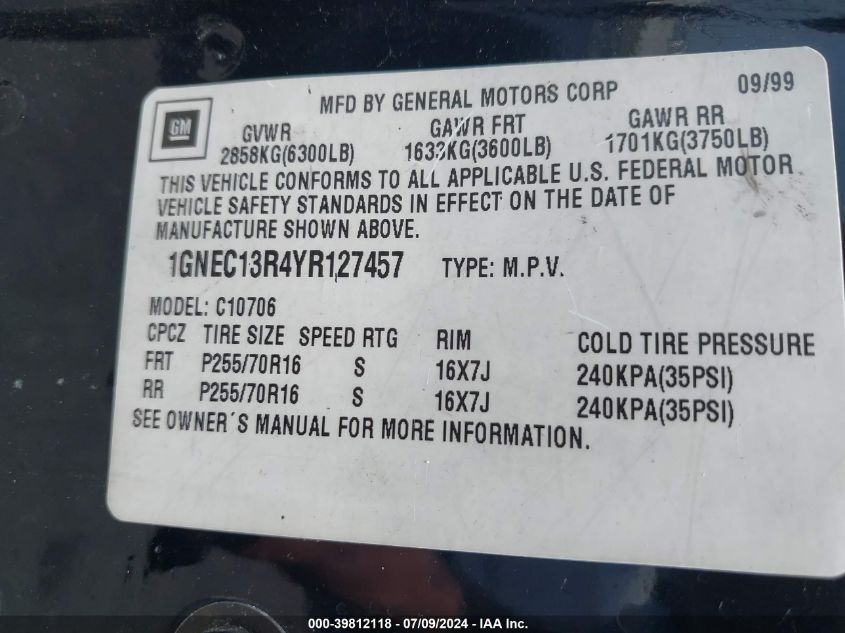 GM
MFD BY GENERAL MOTORS CORP 09/99
GVWR GAWR FRT GAWR RR
2858KG(6300LB) 1633KG(3600LB) 1701KG(3750LB)
THIS VEHICLE CONFORMS TO ALL APPLICABLE U.S. FEDERAL MOTOR
VEHICLE SAFETY STANDARDS IN EFFECT ON THE DATE OF
MANUFACTURE SHOWN ABOVE.
1GNEC13R4YR127457 TYPE: M.P.V.
MODEL: C10706
CPCZ TIRE SIZE SPEED RTG RIM COLD TIRE PRESSURE
FRT P255/70R16 S 16X7J 240KPA(35PSI)
RR P255/70R16 S 16X7J 240KPA(35PSI)
SEE OWNER´S MANUAL FOR MORE INFORMATION.
000-39812118 - 07/09/2024 - IAA Inc.